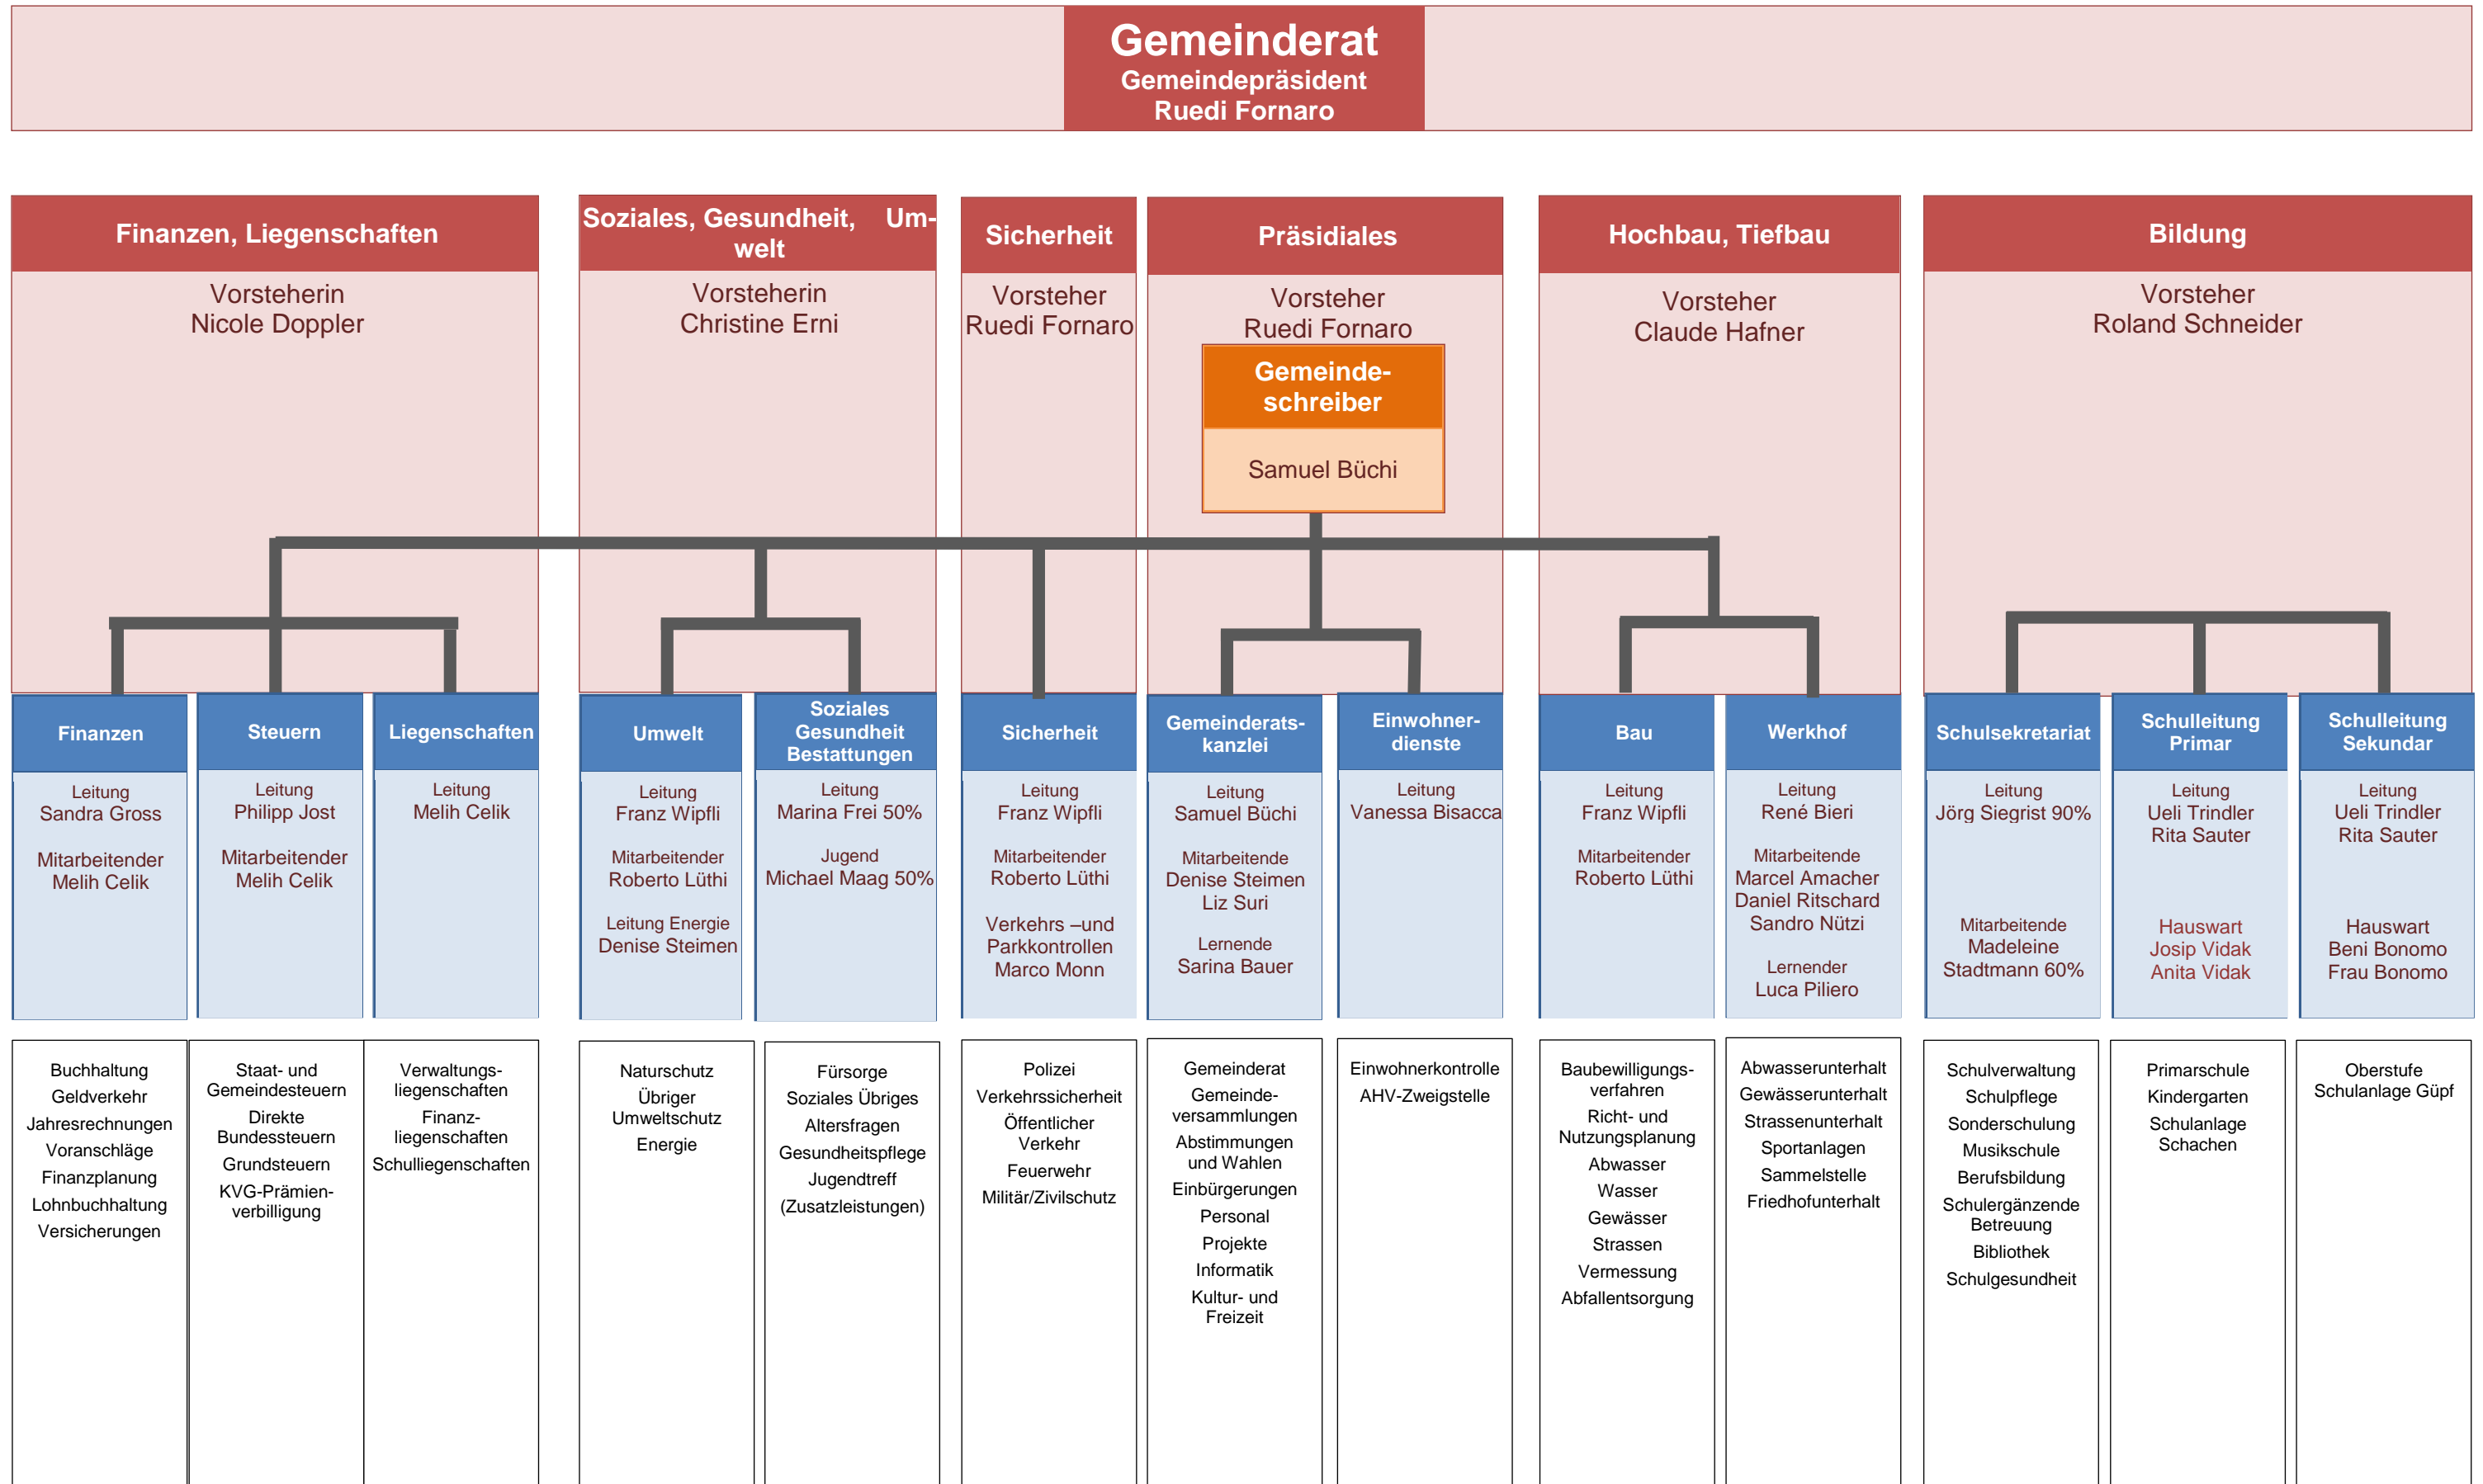 Gemeinderat
Gemeindepräsident
Ruedi Fornaro
Finanzen, Liegenschaften
Vorsteherin
Nicole Doppler
Soziales, Gesundheit, Um-
welt
Vorsteherin
Christine Erni
Sicherheit
Vorsteher
Ruedi Fornaro
Präsidiales
Vorsteher
Ruedi Fornaro
Gemeinde-
schreiber
Samuel Büchi
Hochbau, Tiefbau
Vorsteher
Claude Hafner
Bildung
Vorsteher
Roland Schneider
Finanzen
Leitung
Sandra Gross
Mitarbeitender
Melih Celik
Steuern
Leitung
Philipp Jost
Mitarbeitender
Melih Celik
Liegenschaften
Leitung
Melih Celik
Umwelt
Leitung
Franz Wipfli
Mitarbeitender
Roberto Lüthi
Leitung Energie
Denise Steimen
Soziales
Gesundheit
Bestattungen
Leitung
Marina Frei 50%
Jugend
Michael Maag 50%
Sicherheit
Leitung
Franz Wipfli
Mitarbeitender
Roberto Lüthi
Verkehrs –und
Parkkontrollen
Marco Monn
Gemeinderats-
kanzlei
Leitung
Samuel Büchi
Mitarbeitende
Denise Steimen
Liz Suri
Lernende
Sarina Bauer
Einwohner-
dienste
Leitung
Vanessa Bisacca
Bau
Leitung
Franz Wipfli
Mitarbeitender
Roberto Lüthi
Werkhof
Leitung
René Bieri
Mitarbeitende
Marcel Amacher
Daniel Ritschard
Sandro Nützi
Lernender
Luca Piliero
Schulsekretariat
Leitung
Jörg Siegrist 90%
Mitarbeitende
Madeleine
Stadtmann 60%
Schulleitung
Primar
Leitung
Ueli Trindler
Rita Sauter
Hauswart
Josip Vidak
Anita Vidak
Schulleitung
Sekundar
Leitung
Ueli Trindler
Rita Sauter
Hauswart
Beni Bonomo
Frau Bonomo
Buchhaltung
Geldverkehr
Jahresrechnungen
Voranschläge
Finanzplanung
Lohnbuchhaltung
Versicherungen
Staat- und
Gemeindesteuern
Direkte
Bundessteuern
Grundsteuern
KVG-Prämien-
verbilligung
Verwaltungs-
liegenschaften
Finanz-
liegenschaften
Schulliegenschaften
Naturschutz
Übriger
Umweltschutz
Energie
Fürsorge
Soziales Übriges
Altersfragen
Gesundheitspflege
Jugendtreff
(Zusatzleistungen)
Polizei
Verkehrssicherheit
Öffentlicher
Verkehr
Feuerwehr
Militär/Zivilschutz
Gemeinderat
Gemeinde-
versammlungen
Abstimmungen
und Wahlen
Einbürgerungen
Personal
Projekte
Informatik
Kultur- und
Freizeit
Einwohnerkontrolle
AHV-Zweigstelle
Baubewilligungs-
verfahren
Richt- und
Nutzungsplanung
Abwasser
Wasser
Gewässer
Strassen
Vermessung
Abfallentsorgung
Abwasserunterhalt
Gewässerunterhalt
Strassenunterhalt
Sportanlagen
Sammelstelle
Friedhofunterhalt
Schulverwaltung
Schulpflege
Sonderschulung
Musikschule
Berufsbildung
Schulergänzende
Betreuung
Bibliothek
Schulgesundheit
Primarschule
Kindergarten
Schulanlage
Schachen
Oberstufe
Schulanlage Güpf